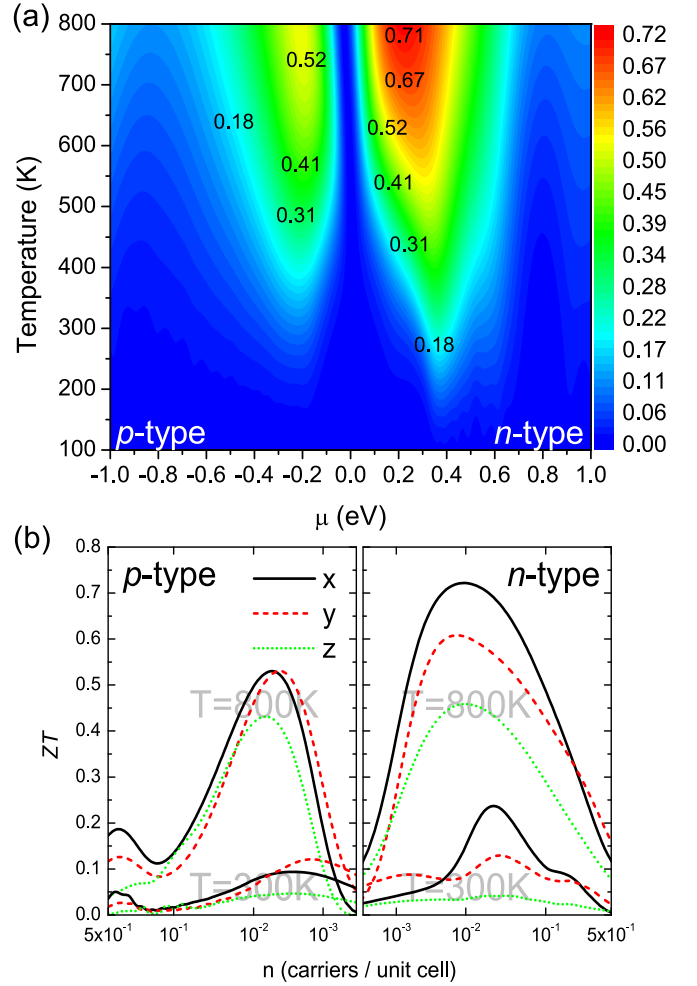 (a)
800
700
600
500
400
300
200
100
Temperature (K)
0.52
0.18
0.41
0.31
0.71
0.67
0.52
0.41
0.31
0.18
p-type
n-type
-1.0 -0.8 -0.6 -0.4 -0.2 0.0 0.2 0.4 0.6 0.8 1.0
μ (eV)
0.72
0.66
0.60
0.56
0.52
0.47
0.43
0.39
0.34
0.28
0.22
0.17
0.11
0.06
0.00
(b)
0.8
0.7
0.6
0.5
0.4
0.3
0.2
0.1
0.0
ZT
p-type
x
y
z
n-type
T=800K
T=800K
T=300K
T=300K
5x10⁻¹ 10⁻¹ 10⁻² 10⁻³
10⁻³ 10⁻² 10⁻¹ 5x10⁻¹
n (carriers / unit cell)